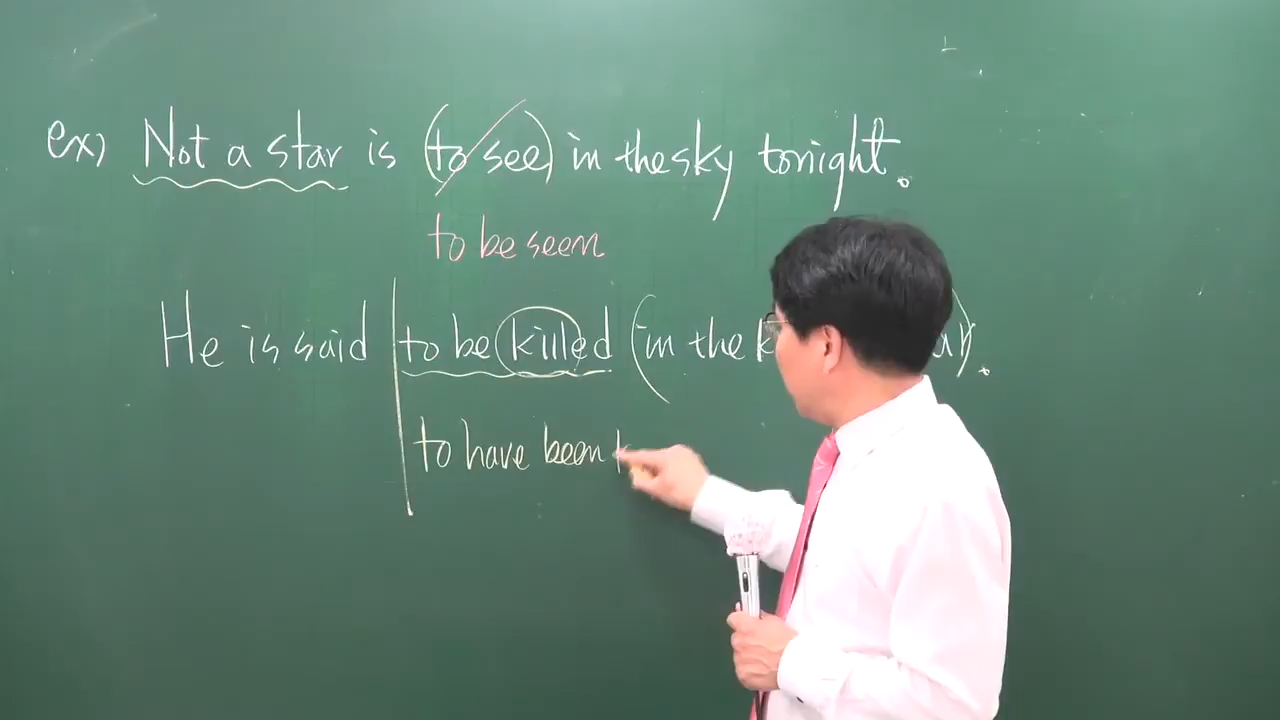 ex) Not a star is (to see) in the sky tonight.
to be seen
He is said to be killed (in the ).
to have been